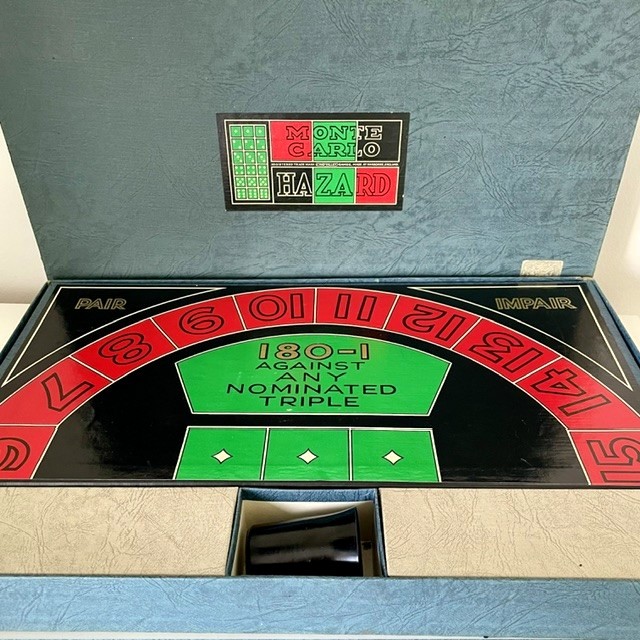 MONTE
CARLO
HAZARD
PAIR
IMPAIR
6
7
8
9
10
11
12
13
14
15
180-1
AGAINST
ANY
NOMINATED
TRIPLE